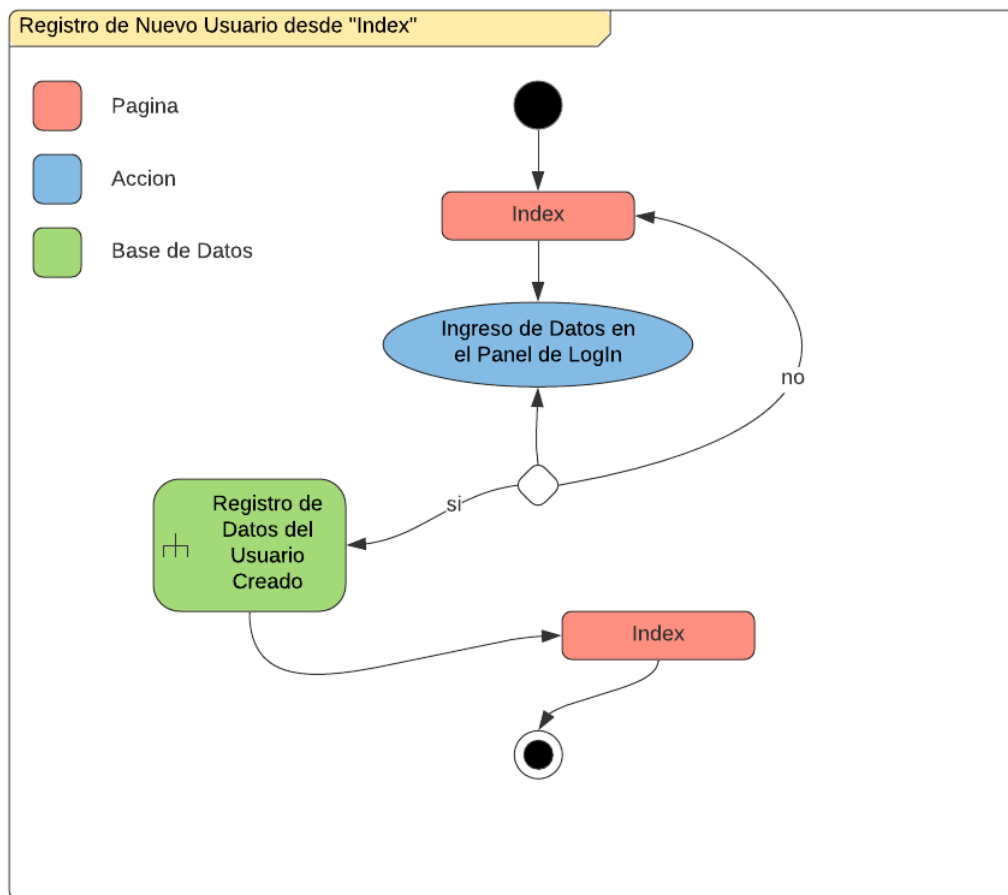 Registro de Nuevo Usuario desde "Index"
Pagina
Accion
Base de Datos
Index
Ingreso de Datos en
el Panel de LogIn
no
si
Registro de
Datos del
Usuario
Creado
Index